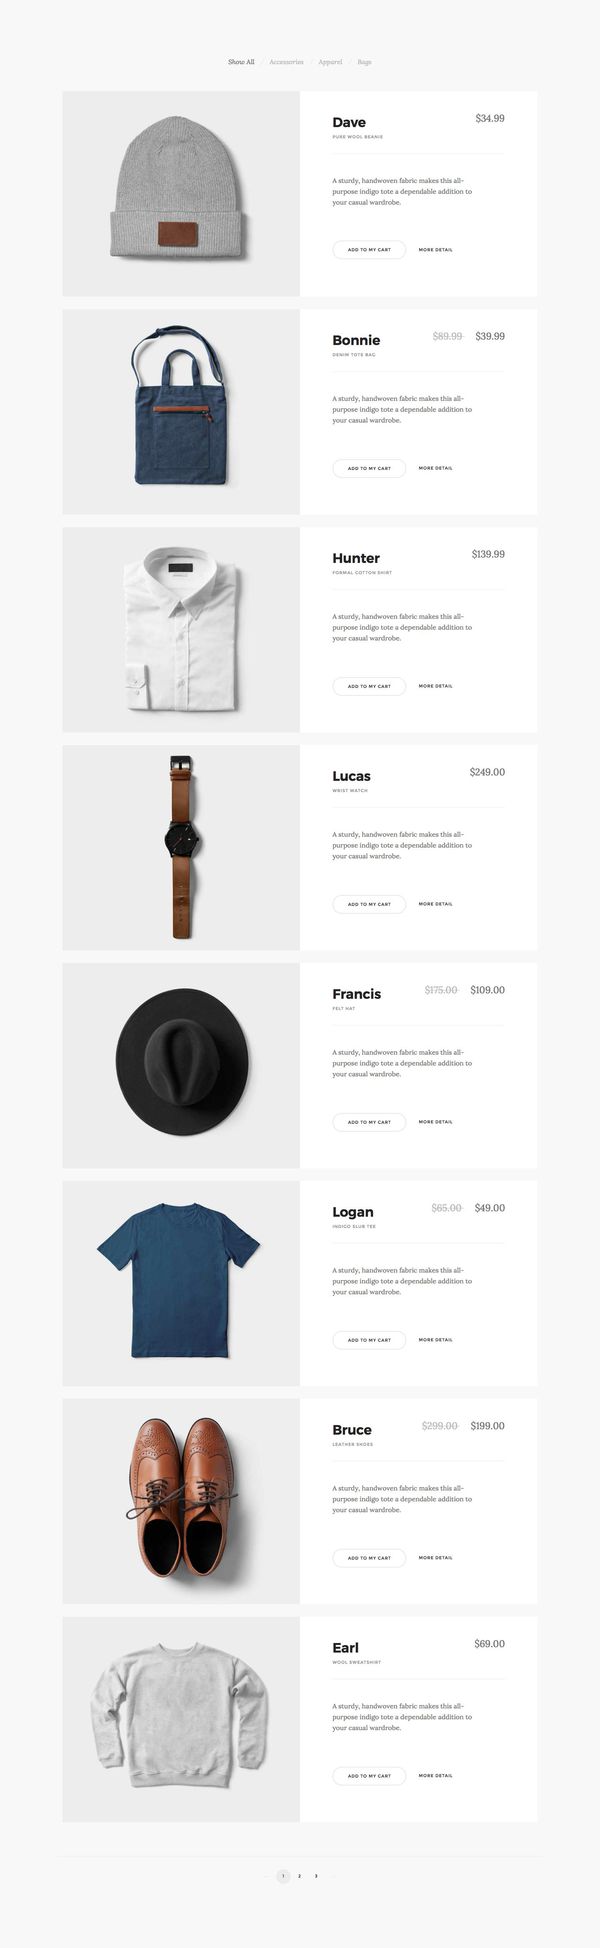 Show All / Accessories / Apparel / Bags
Dave $34.99
PURE WOOL BEANIE
A sturdy, handwoven fabric makes this all-
purpose indigo tote a dependable addition to
your casual wardrobe.
ADD TO MY CART MORE DETAIL
Bonnie $89.99 $39.99
DENIM TOTE BAG
A sturdy, handwoven fabric makes this all-
purpose indigo tote a dependable addition to
your casual wardrobe.
ADD TO MY CART MORE DETAIL
Hunter $139.99
FORMAL COTTON SHIRT
A sturdy, handwoven fabric makes this all-
purpose indigo tote a dependable addition to
your casual wardrobe.
ADD TO MY CART MORE DETAIL
Lucas $249.00
WRIST WATCH
A sturdy, handwoven fabric makes this all-
purpose indigo tote a dependable addition to
your casual wardrobe.
ADD TO MY CART MORE DETAIL
Francis $175.00 $109.00
FELT HAT
A sturdy, handwoven fabric makes this all-
purpose indigo tote a dependable addition to
your casual wardrobe.
ADD TO MY CART MORE DETAIL
Logan $65.00 $49.00
INDIGO SLUB TEE
A sturdy, handwoven fabric makes this all-
purpose indigo tote a dependable addition to
your casual wardrobe.
ADD TO MY CART MORE DETAIL
Bruce $299.00 $199.00
LEATHER SHOES
A sturdy, handwoven fabric makes this all-
purpose indigo tote a dependable addition to
your casual wardrobe.
ADD TO MY CART MORE DETAIL
Earl $69.00
WOOL SWEATSHIRT
A sturdy, handwoven fabric makes this all-
purpose indigo tote a dependable addition to
your casual wardrobe.
ADD TO MY CART MORE DETAIL
1 2 3